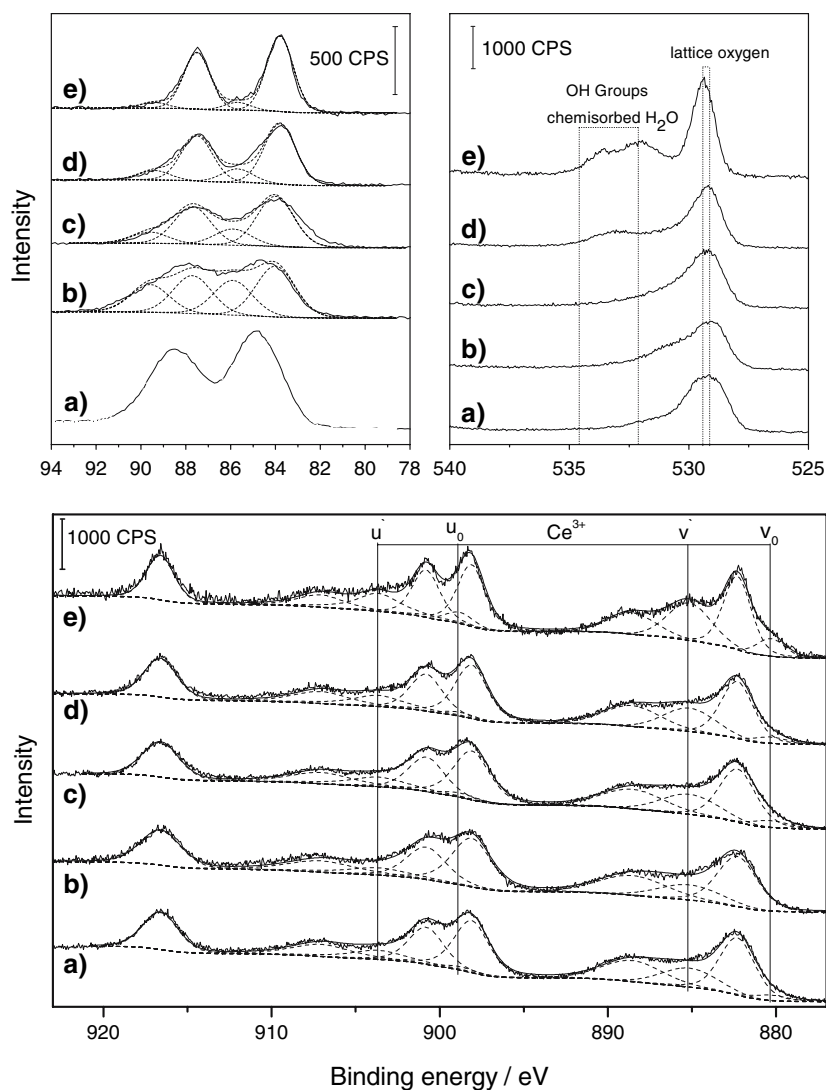 500 CPS
e)
d)
c)
b)
a)
Intensity
94 92 90 88 86 84 82 80 78
1000 CPS
lattice oxygen
OH Groups
chemisorbed H₂O
e)
d)
c)
b)
a)
540 535 530 525
1000 CPS
u` u₀ Ce³⁺ v` v₀
e)
d)
c)
b)
a)
Intensity
920 910 900 890 880
Binding energy / eV